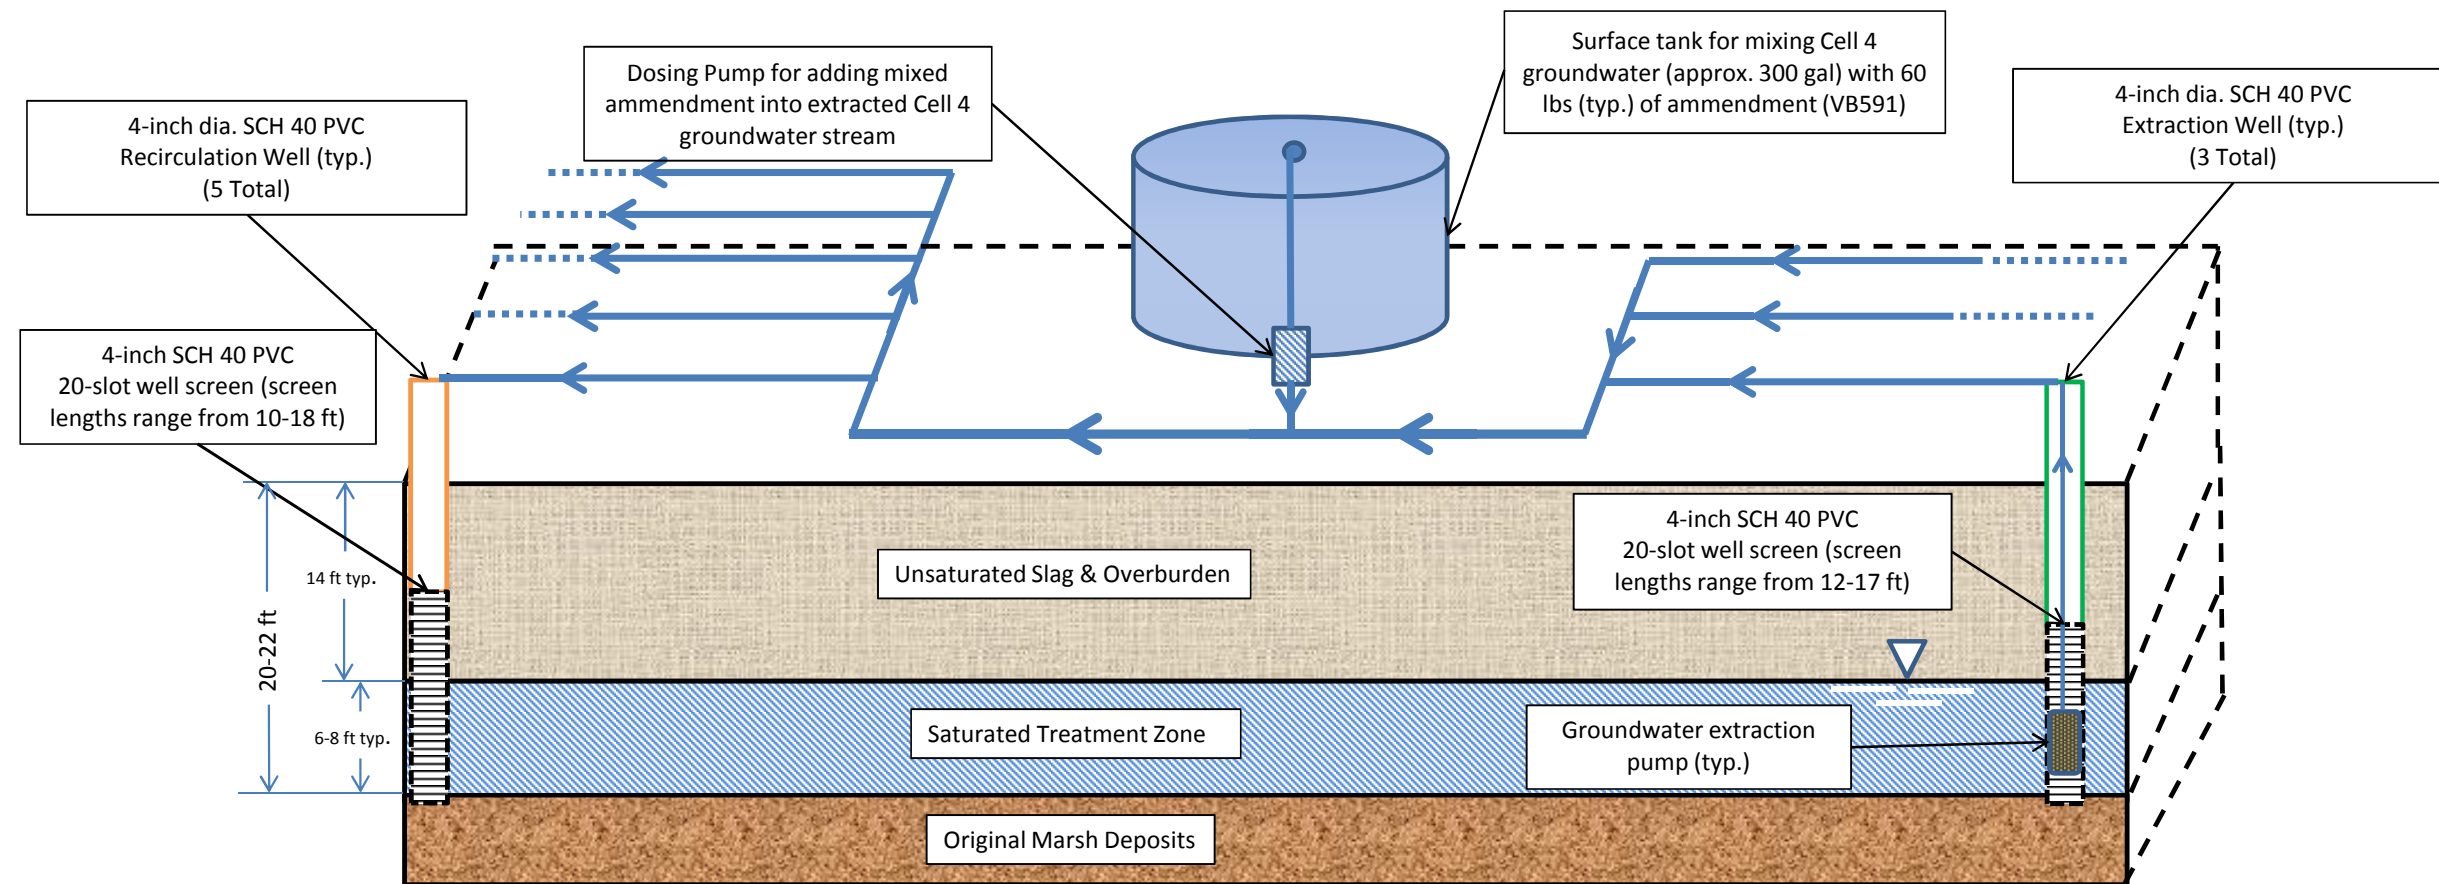 Dosing Pump for adding mixed
ammendment into extracted Cell 4
groundwater stream
Surface tank for mixing Cell 4
groundwater (approx. 300 gal) with 60
lbs (typ.) of ammendment (VB591)
4-inch dia. SCH 40 PVC
Recirculation Well (typ.)
(5 Total)
4-inch dia. SCH 40 PVC
Extraction Well (typ.)
(3 Total)
4-inch SCH 40 PVC
20-slot well screen (screen
lengths range from 10-18 ft)
4-inch SCH 40 PVC
20-slot well screen (screen
lengths range from 12-17 ft)
14 ft typ.
Unsaturated Slag & Overburden
20-22 ft
6-8 ft typ.
Saturated Treatment Zone
Groundwater extraction
pump (typ.)
Original Marsh Deposits